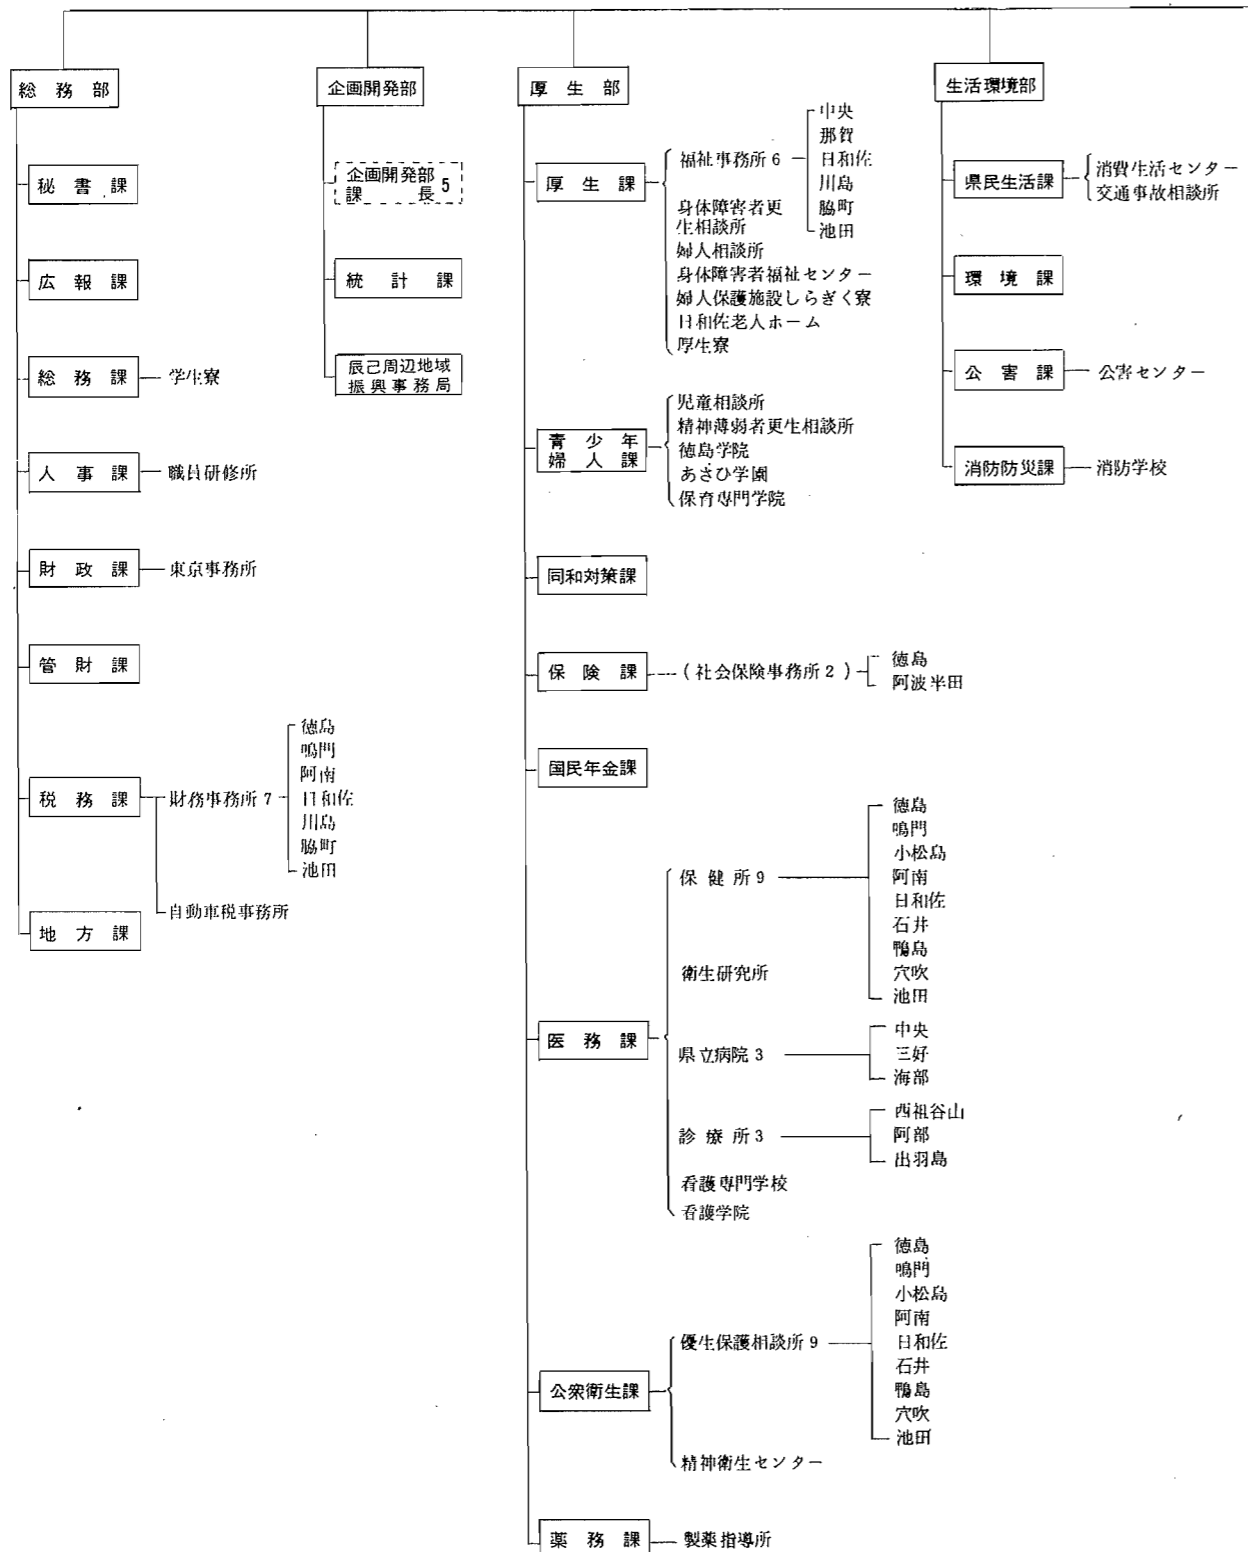 総務部
秘書課
広報課
総務課
学生寮
人事課
職員研修所
財政課
東京事務所
管財課
税務課
財務事務所7
徳島
鳴門
阿南
日和佐
川島
脇町
池田
自動車税事務所
地方課
企画開発部
企画開発部
課長 5
統計課
辰己周辺地域
振興事務局
厚生部
厚生課
福祉事務所6
中央
那賀
日和佐
川島
脇町
池田
身体障害者更
生相談所
婦人相談所
身体障害者福祉センター
婦人保護施設しらぎく寮
日和佐老人ホーム
厚生寮
青少年
婦人課
児童相談所
精神薄弱者更生相談所
徳島学院
あさひ学園
保育専門学院
同和対策課
保険課
(社会保険事務所2)
徳島
阿波半田
国民年金課
医務課
保健所9
徳島
鳴門
小松島
阿南
日和佐
石井
鴨島
穴吹
池田
衛生研究所
県立病院3
中央
三好
海部
診療所3
西祖谷山
阿部
出羽島
看護専門学校
看護学院
公衆衛生課
優生保護相談所9
徳島
鳴門
小松島
阿南
日和佐
石井
鴨島
穴吹
池田
精神衛生センター
薬務課
製薬指導所
生活環境部
県民生活課
消費生活センター
交通事故相談所
環境課
公害課
公害センター
消防防災課
消防学校